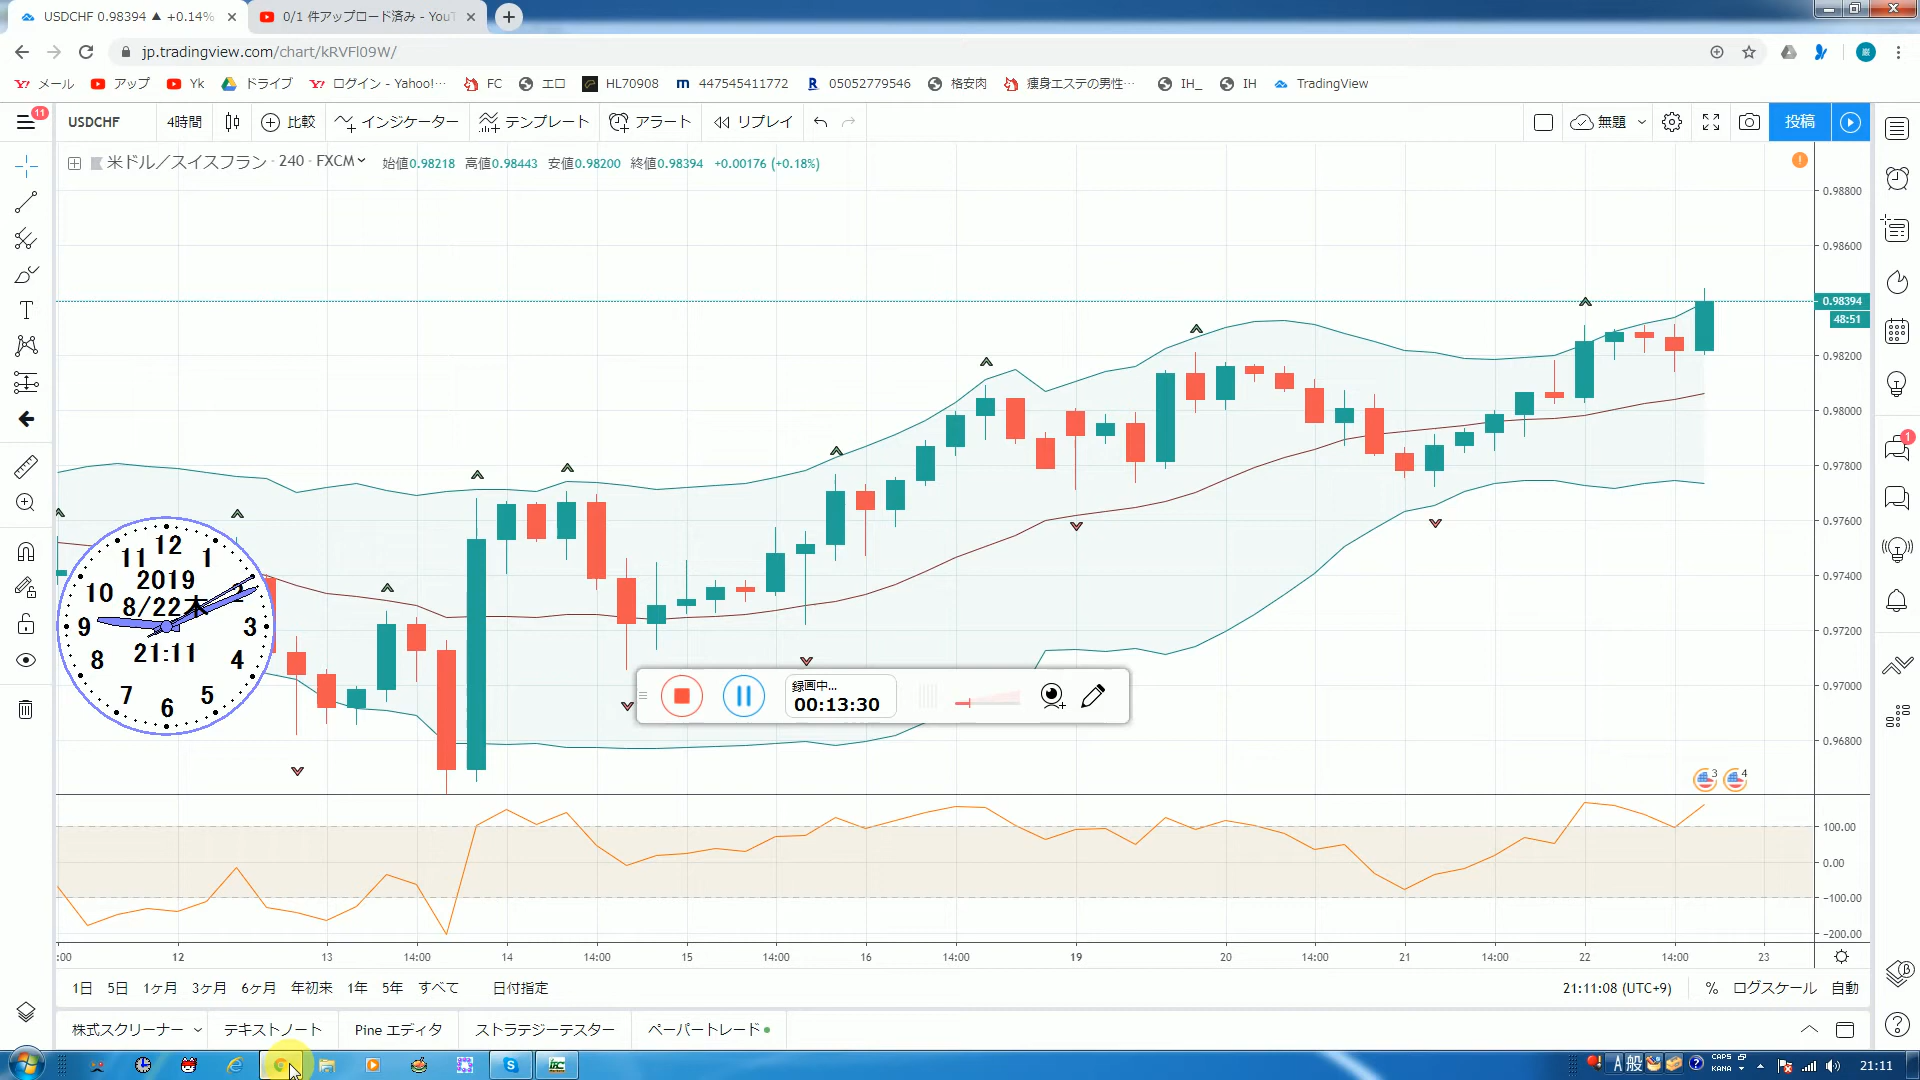 USDCHF 0.98394 ▲ +0.14%
0/1 件アップロード済み - YouT
jp.tradingview.com/chart/kRVFl09W/
メール
アップ
Yk
ドライブ
ログイン - Yahoo!…
FC
エロ
HL70908
447545411772
05052779546
格安肉
痩身エステの男性…
IH_
IH
TradingView
11
USDCHF
4時間
比較
インジケーター
テンプレート
アラート
リプレイ
無題
投稿
米ドル／スイスフラン · 240 · FXCM
始値0.98218 高値0.98443 安値0.98200 終値0.98394 +0.00176 (+0.18%)
0.98800
0.98600
0.98394
48:51
0.98200
0.98000
0.97800
0.97600
0.97400
0.97200
0.97000
0.96800
100.00
0.00
−100.00
−200.00
12
1
3
4
5
6
7
8
9
10
11
2019
8/22木
21:11
録画中...
00:13:30
3
4
1
:00
12
13
14:00
14
14:00
15
14:00
16
14:00
19
20
14:00
21
14:00
22
14:00
23
1日
5日
1ヶ月
3ヶ月
6ヶ月
年初来
1年
5年
すべて
日付指定
21:11:08 (UTC+9)
%
ログスケール
自動
株式スクリーナー
テキストノート
Pine エディタ
ストラテジーテスター
ペーパートレード
A 般
CAPS
KANA
21:11